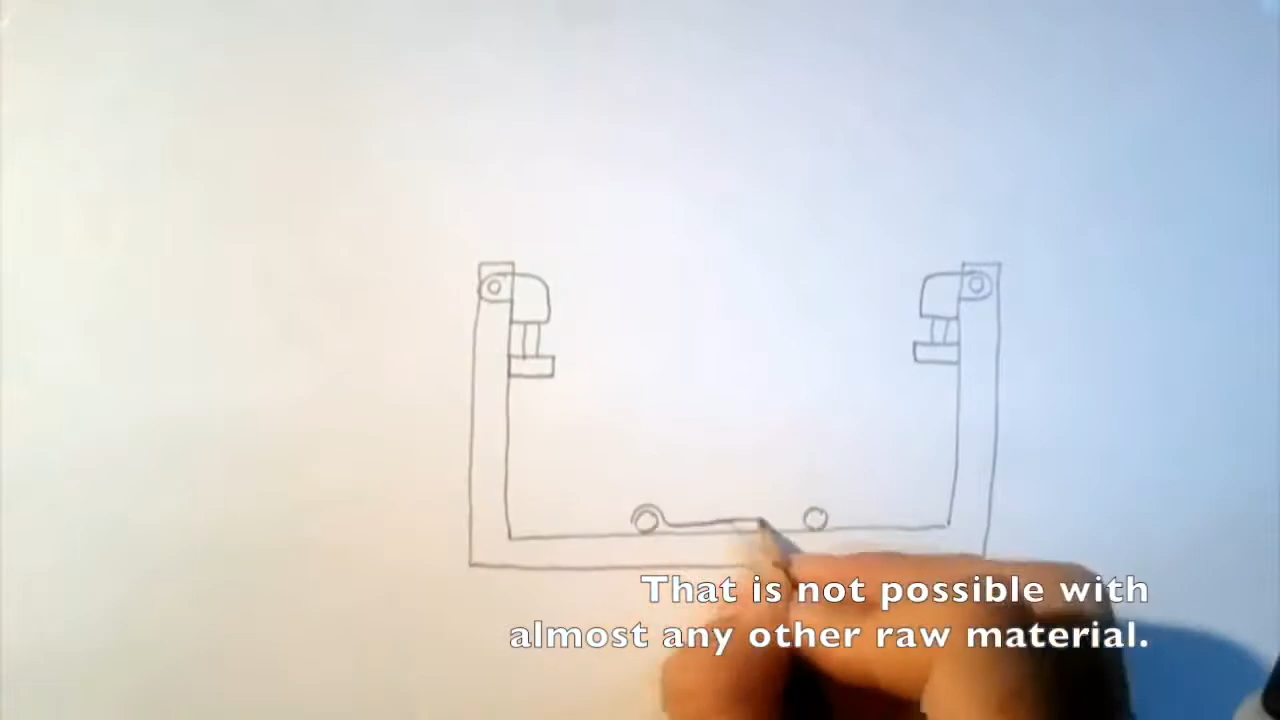 That is not possible with
almost any other raw material.